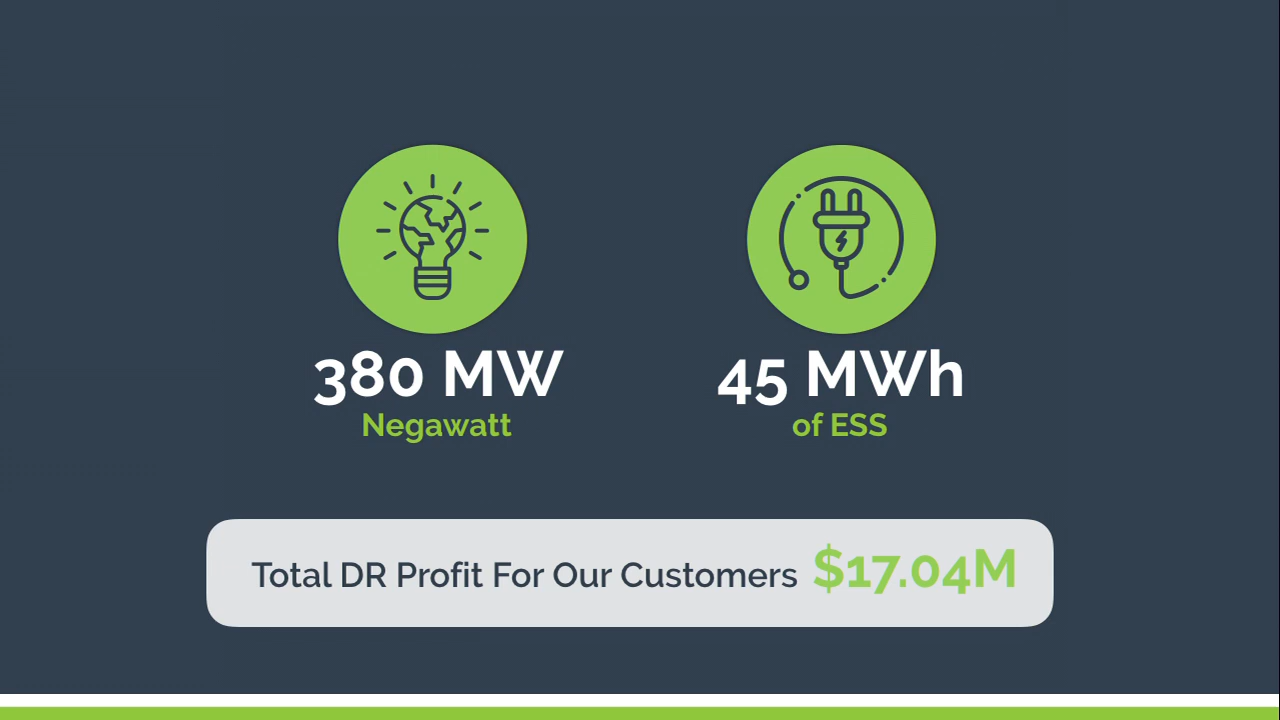 380 MW
Negawatt
45 MWh
of ESS
Total DR Profit For Our Customers $17.04M